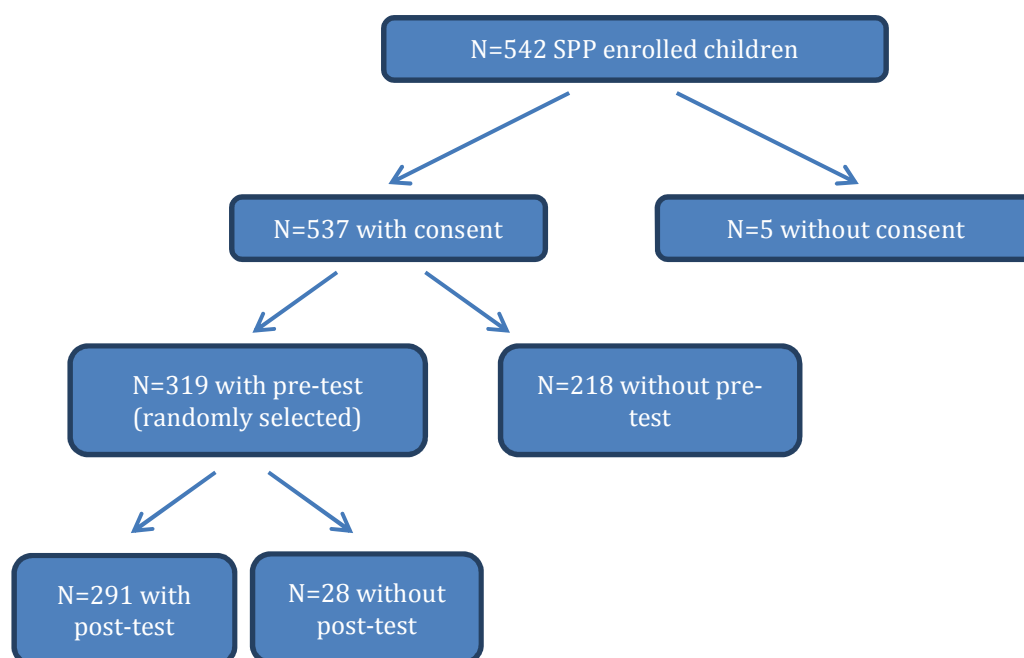 N=542 SPP enrolled children
N=537 with consent
N=5 without consent
N=319 with pre-test
(randomly selected)
N=218 without pre-
test
N=291 with
post-test
N=28 without
post-test